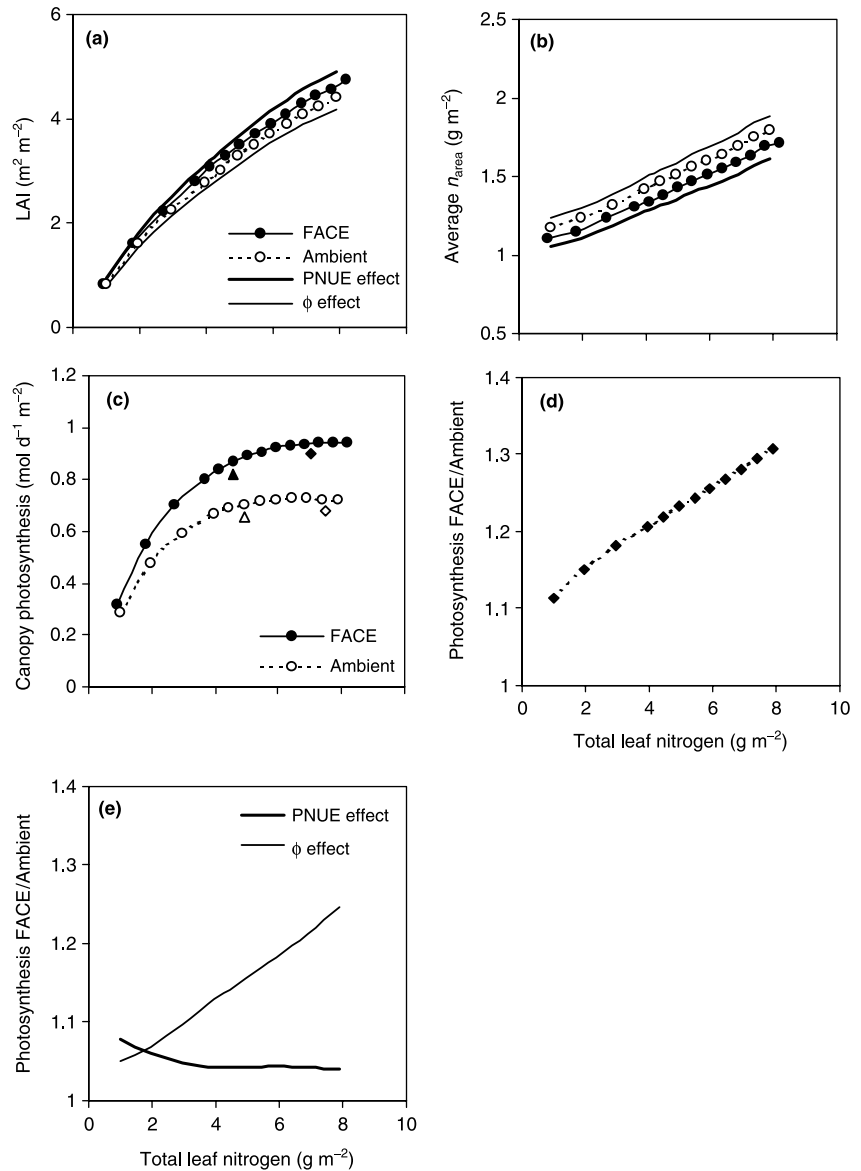 (a)
LAI (m² m⁻²)
6
4
2
0
FACE
Ambient
PNUE effect
ϕ effect
(b)
Average n_area (g m⁻²)
2.5
2
1.5
1
0.5
(c)
Canopy photosynthesis (mol d⁻¹ m⁻²)
1.2
1
0.8
0.6
0.4
0.2
0
FACE
Ambient
(d)
Photosynthesis FACE/Ambient
1.4
1.3
1.2
1.1
1
0 2 4 6 8 10
Total leaf nitrogen (g m⁻²)
(e)
Photosynthesis FACE/Ambient
1.4
1.3
1.2
1.1
1
PNUE effect
ϕ effect
0 2 4 6 8 10
Total leaf nitrogen (g m⁻²)